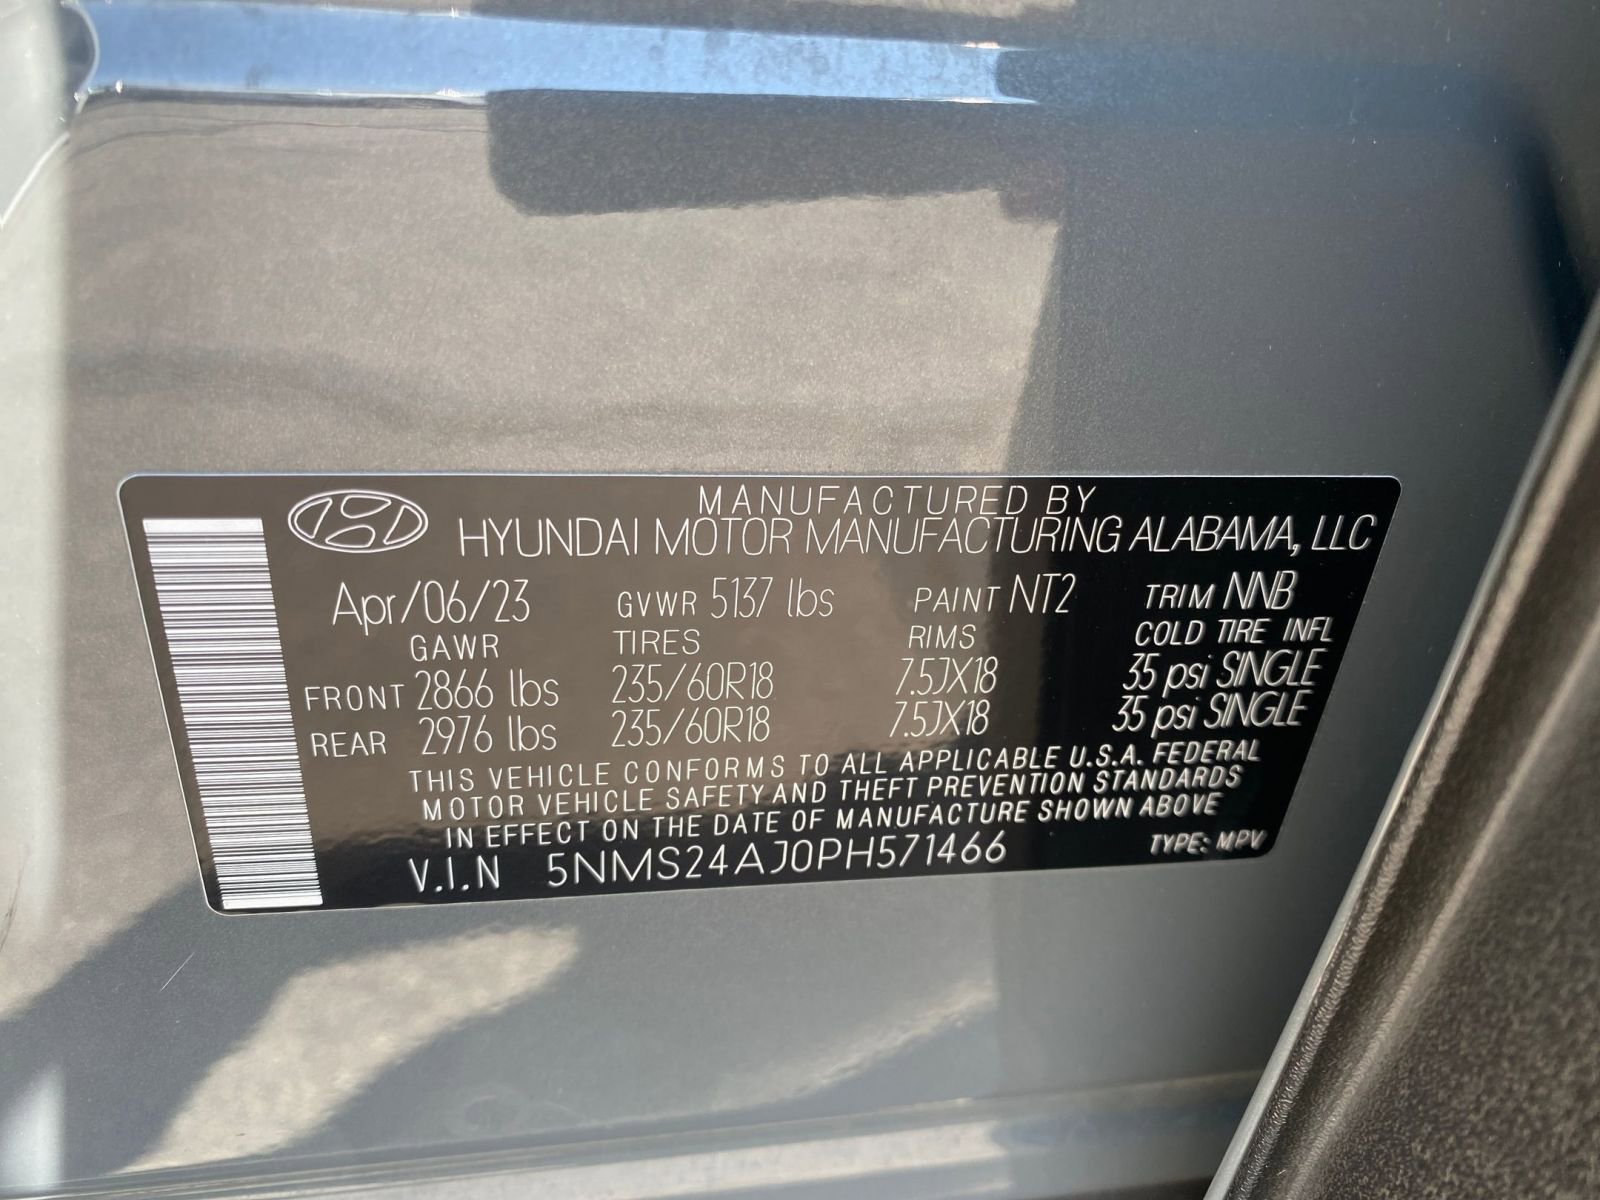 MANUFACTURED BY
HYUNDAI MOTOR MANUFACTURING ALABAMA, LLC
Apr/06/23 GVWR 5137 lbs PAINT NT2 TRIM NNB
GAWR TIRES RIMS COLD TIRE INFL
FRONT 2866 lbs 235/60R18 7.5JX18 35 psi SINGLE
REAR 2976 lbs 235/60R18 7.5JX18 35 psi SINGLE
THIS VEHICLE CONFORMS TO ALL APPLICABLE U.S.A. FEDERAL
MOTOR VEHICLE SAFETY AND THEFT PREVENTION STANDARDS
IN EFFECT ON THE DATE OF MANUFACTURE SHOWN ABOVE
V.I.N 5NMS24AJ0PH571466 TYPE: MPV